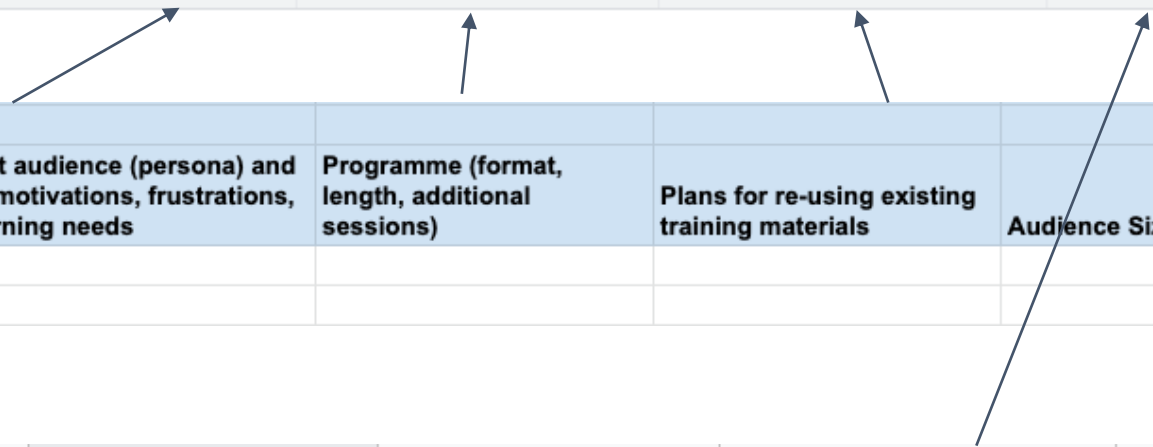 t audience (persona) and
motivations, frustrations,
ning needs
Programme (format,
length, additional
sessions)
Plans for re-using existing
training materials
Audience Si